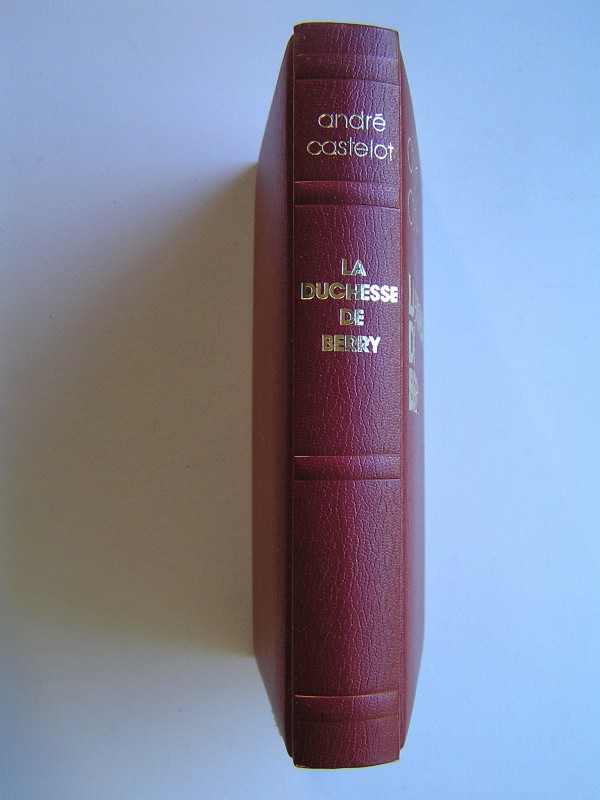 andré
castelot
LA
DUCHESSE
DE
BERRY